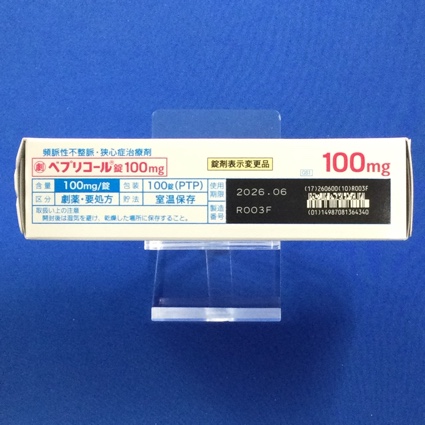 頻脈性不整脈・狭心症治療剤
劇 ベプリコール錠100mg
錠剤表示変更品
100mg
含量 100mg/錠 包装 100錠(PTP)
区分 劇薬・要処方 貯法 室温保存
取扱い上の注意
開封後は湿気を避け、乾燥した場所に保存すること。
使用期限 2026.06
製造番号 R003F
(17)260600(10)R003F
(01)14987081364340